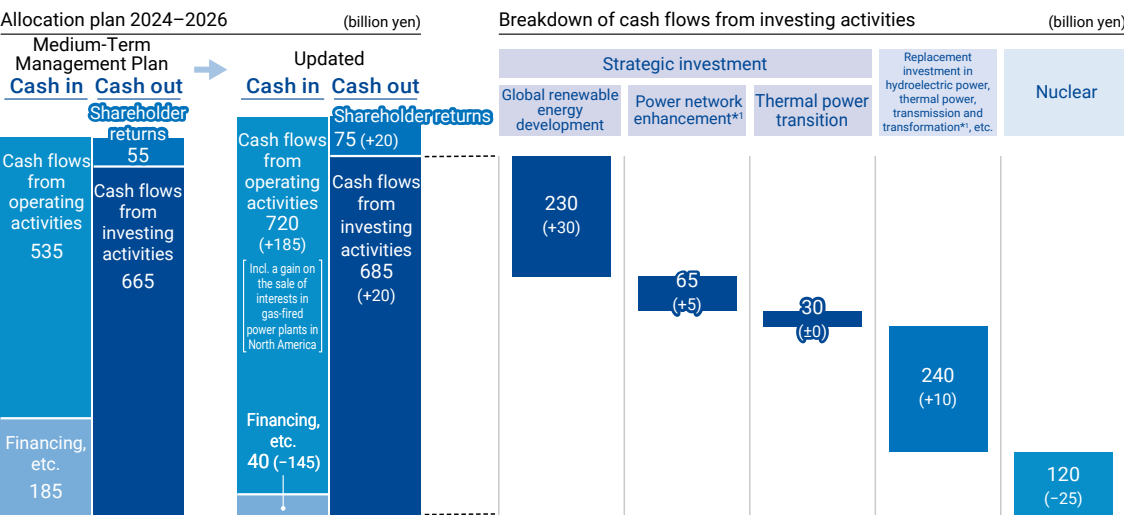 Allocation plan 2024–2026
(billion yen)
Medium-Term
Management Plan
Cash in
Cash out
Shareholder
returns
55
Cash flows
from
operating
activities
535
Cash flows
from
investing
activities
665
Financing,
etc.
185
Updated
Cash in
Cash out
Shareholder returns
75 (+20)
Cash flows
from
operating
activities
720
(+185)
Incl. a gain on
the sale of
interests in
gas-fired
power plants in
North America
Cash flows
from
investing
activities
685
(+20)
Financing,
etc.
40 (−145)
Breakdown of cash flows from investing activities
(billion yen)
Strategic investment
Global renewable
energy
development
Power network
enhancement*1
Thermal power
transition
Replacement
investment in
hydroelectric power,
thermal power,
transmission and
transformation*1, etc.
Nuclear
230
(+30)
65
(+5)
30
(±0)
240
(+10)
120
(−25)